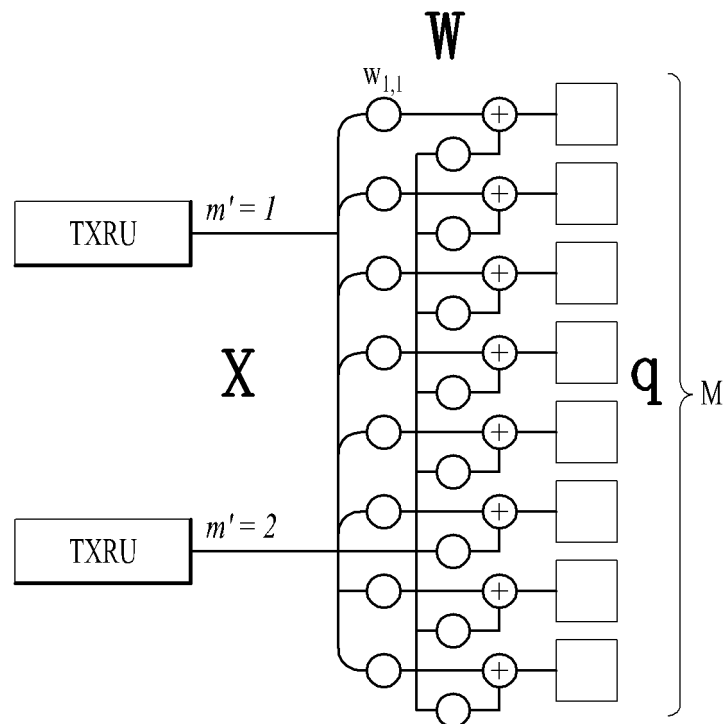 W
w1,1
TXRU
m' = 1
X
q
M
TXRU
m' = 2
+
+
+
+
+
+
+
+